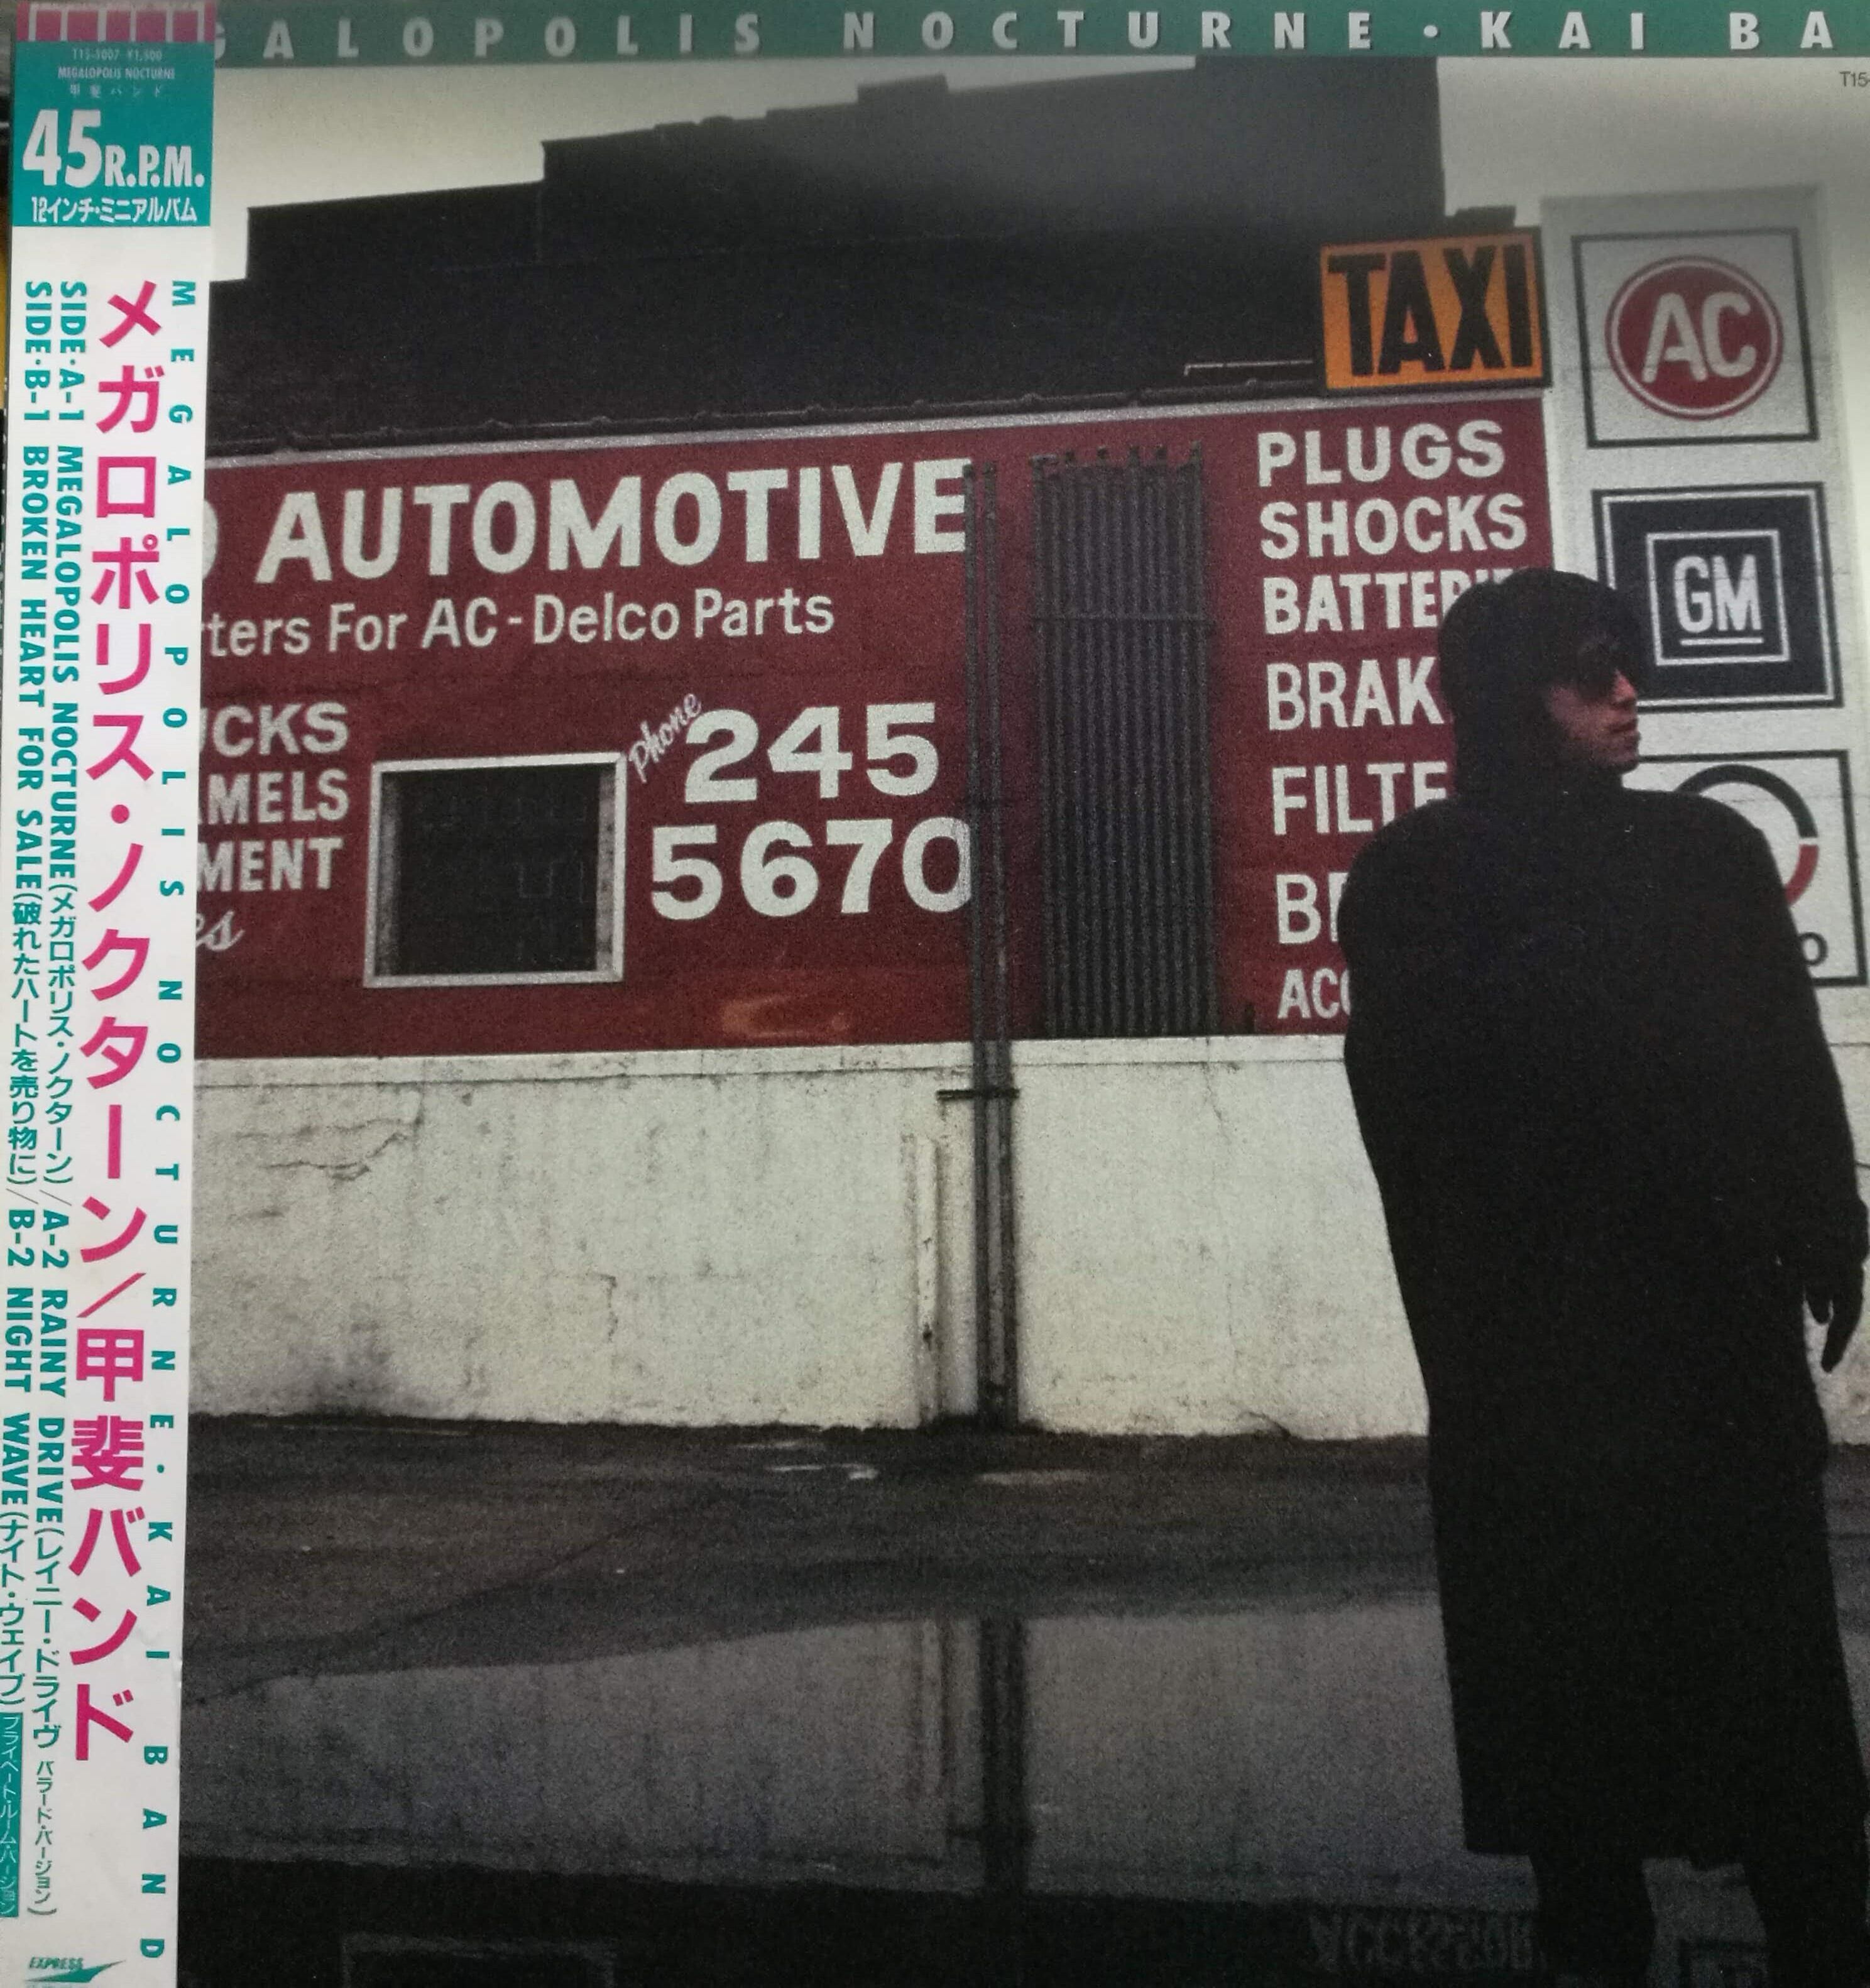 GALOPOLIS NOCTURNE・KAI BA
T15-
T15-1007 ¥1,500
MEGALOPOLIS NOCTURNE
甲斐バンド
45R.P.M.
12インチ・ミニアルバム
MEGALOPOLIS NOCTURNE・KAI BAND
メガロポリス・ノクターン/甲斐バンド
SIDE・A-1 MEGALOPOLIS NOCTURNE(メガロポリス・ノクターン)/A-2 RAINY DRIVE(レイニー・ドライヴ バラード・バージョン)
SIDE・B-1 BROKEN HEART FOR SALE(破れたハートを売り物に)/B-2 NIGHT WAVE(ナイト・ウェイブ) プライベート・ルーム・バージョン
EXPRESS
TAXI
AC
GM
AUTOMOTIVE
ters For AC-Delco Parts
UCKS
AMELS
MENT
es
Phone
245
5670
PLUGS
SHOCKS
BATTERI
BRAK
FILTE
BE
ACC
o
ACCESSOR